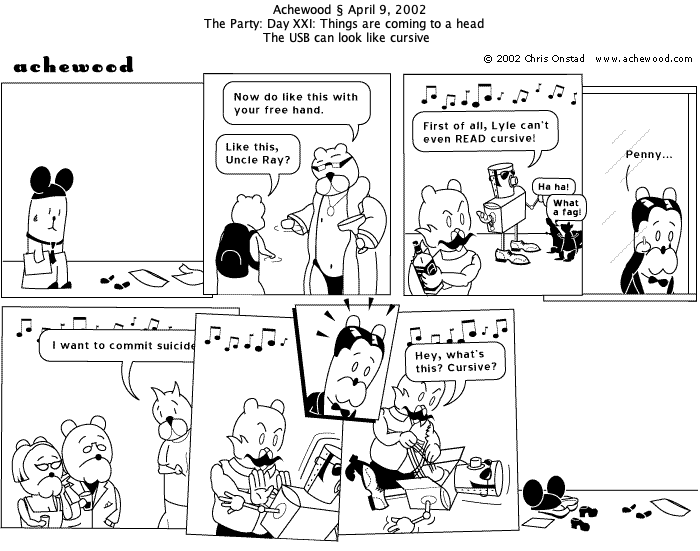 Achewood § April 9, 2002
The Party: Day XXI: Things are coming to a head
The USB can look like cursive
achewood
© 2002 Chris Onstad www.achewood.com
Now do like this with
your free hand.
Like this,
Uncle Ray?
First of all, Lyle can't
even READ cursive!
Ha ha!
What
a fag!
Penny...
I want to commit suicide
Hey, what's
this? Cursive?